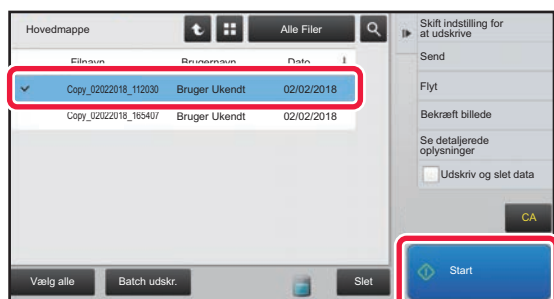 Hovedmappe
Alle Filer
Filnavn Brugernavn Dato
Copy_02022018_112030 Bruger Ukendt 02/02/2018
Copy_02022018_165407 Bruger Ukendt 02/02/2018
Vælg alle
Batch udskr.
Slet
Skift indstilling for
at udskrive
Send
Flyt
Bekræft billede
Se detaljerede
oplysninger
Udskriv og slet data
CA
Start